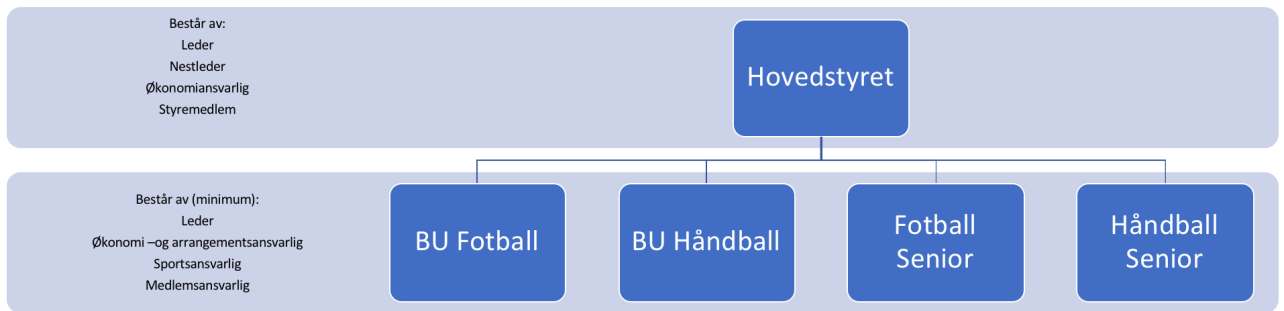 Består av:
Leder
Nestleder
Økonomiansvarlig
Styremedlem
Hovedstyret
Består av (minimum):
Leder
Økonomi –og arrangementsansvarlig
Sportsansvarlig
Medlemsansvarlig
BU Fotball
BU Håndball
Fotball
Senior
Håndball
Senior